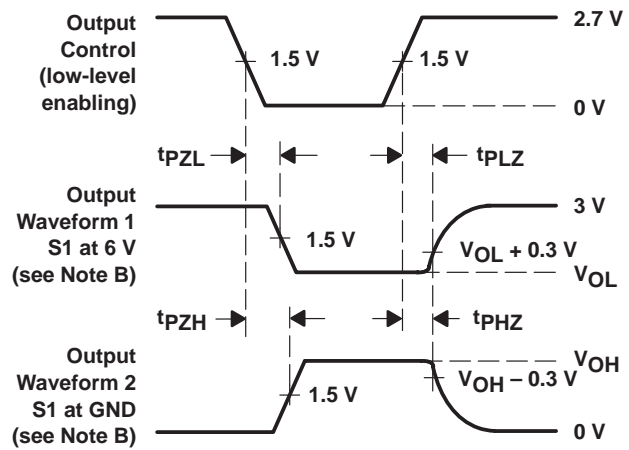 Output
Control
(low-level
enabling)
2.7 V
1.5 V
1.5 V
0 V
tPZL
tPLZ
Output
Waveform 1
S1 at 6 V
(see Note B)
3 V
1.5 V
VOL + 0.3 V
VOL
tPZH
tPHZ
Output
Waveform 2
S1 at GND
(see Note B)
VOH
VOH − 0.3 V
1.5 V
0 V